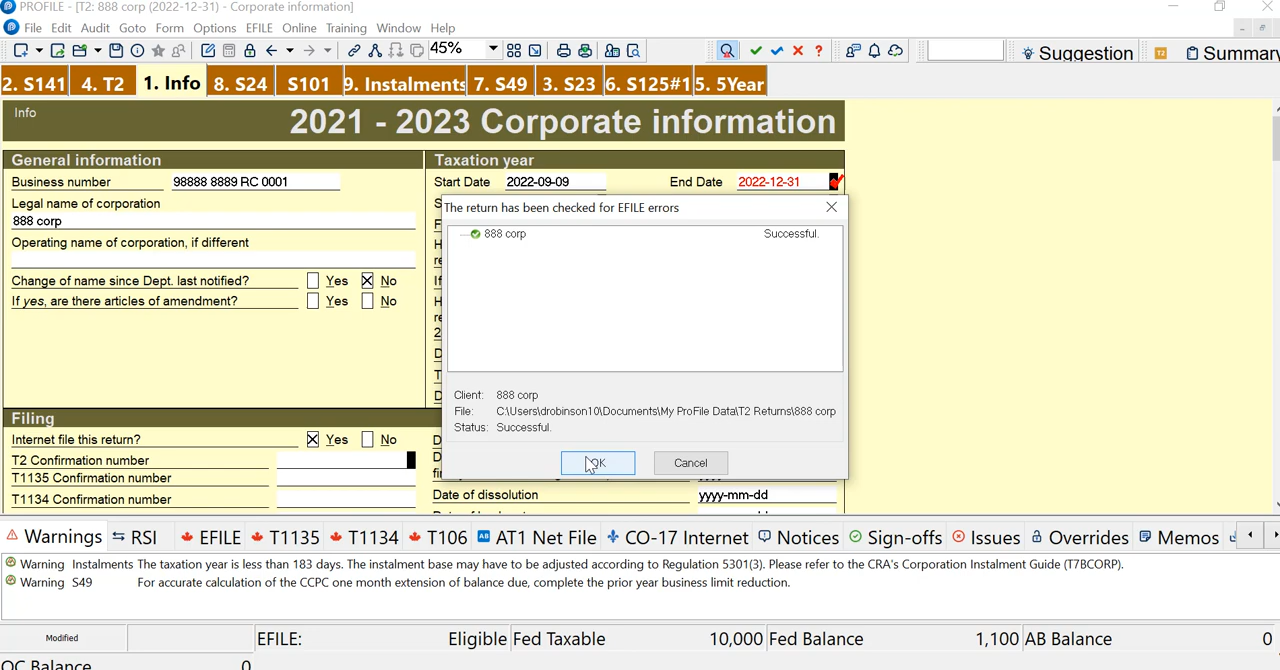 PROFILE - [T2: 888 corp (2022-12-31) - Corporate information]
File Edit Audit Goto Form Options EFILE Online Training Window Help
45% Suggestion T2 Summar
2. S141 4. T2 1. Info 8. S24 S101 9. Instalments 7. S49 3. S23 6. S125#1 5. 5Year
Info 2021 - 2023 Corporate information
General information Taxation year
Business number 98888 8889 RC 0001 Start Date 2022-09-09 End Date 2022-12-31
Legal name of corporation
888 corp
Operating name of corporation, if different
Change of name since Dept. last notified? Yes No
If yes, are there articles of amendment? Yes No
The return has been checked for EFILE errors
888 corp Successful.
Client: 888 corp
File: C:\Users\drobinson10\Documents\My ProFile Data\T2 Returns\888 corp
Status: Successful.
OK Cancel
Filing
Internet file this return? Yes No
T2 Confirmation number
T1135 Confirmation number
T1134 Confirmation number
Date of dissolution yyyy-mm-dd
Warnings RSI EFILE T1135 T1134 T106 AT1 Net File CO-17 Internet Notices Sign-offs Issues Overrides Memos
Warning Instalments The taxation year is less than 183 days. The instalment base may have to be adjusted according to Regulation 5301(3). Please refer to the CRA's Corporation Instalment Guide (T7BCORP).
Warning S49 For accurate calculation of the CCPC one month extension of balance due, complete the prior year business limit reduction.
Modified EFILE: Eligible Fed Taxable 10,000 Fed Balance 1,100 AB Balance 0
QC Balance 0